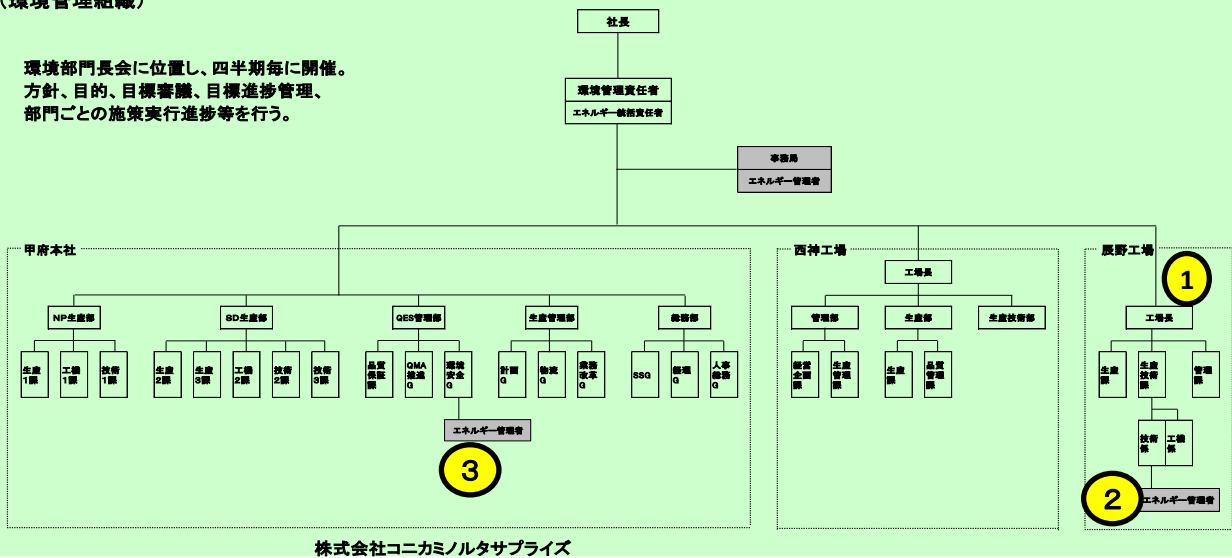 （環境管理組織）
社長
環境部門長会に位置し、四半期毎に開催。
方針、目的、目標審議、目標進捗管理、
部門ごとの施策実行進捗等を行う。
環境管理責任者
エネルギー統括責任者
事務局
エネルギー管理者
甲府本社
西神工場
辰野工場
工場長
1
NP生産部
SD生産部
QES管理部
生産管理部
総務部
管理部
生産部
生産技術部
工場長
生産1課
工機1課
技術1課
生産2課
生産3課
工機2課
技術2課
技術3課
品質保証課
QMA推進G
環境安全G
計画G
物流G
業務改革G
SSG
経理G
人事総務G
経営企画課
生産管理課
生産課
品質管理課
生産課
生産技術課
管理課
エネルギー管理者
3
技術係
工機係
2
エネルギー管理者
株式会社コニカミノルタサプライズ